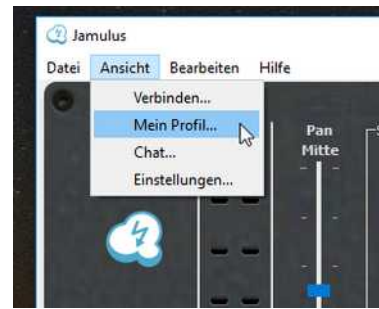 Jamulus
Datei Ansicht Bearbeiten Hilfe
Verbinden...
Mein Profil...
Chat...
Einstellungen...
Pan
Mitte